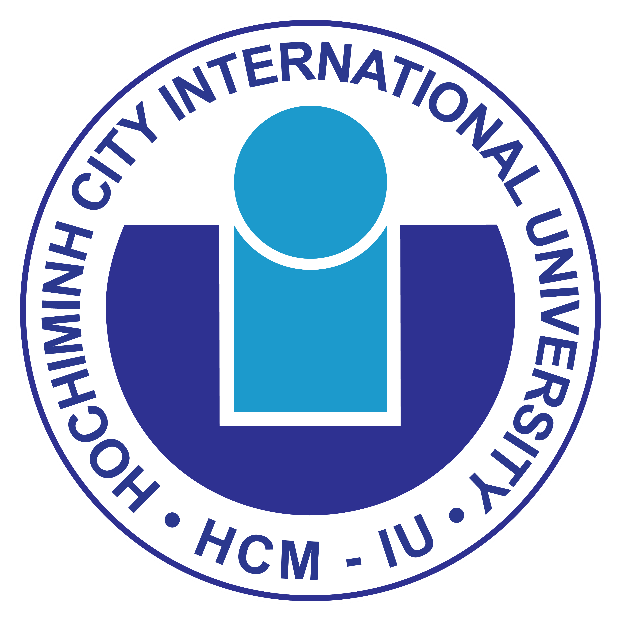 HOCHIMINH CITY INTERNATIONAL UNIVERSITY
• HCM - IU •